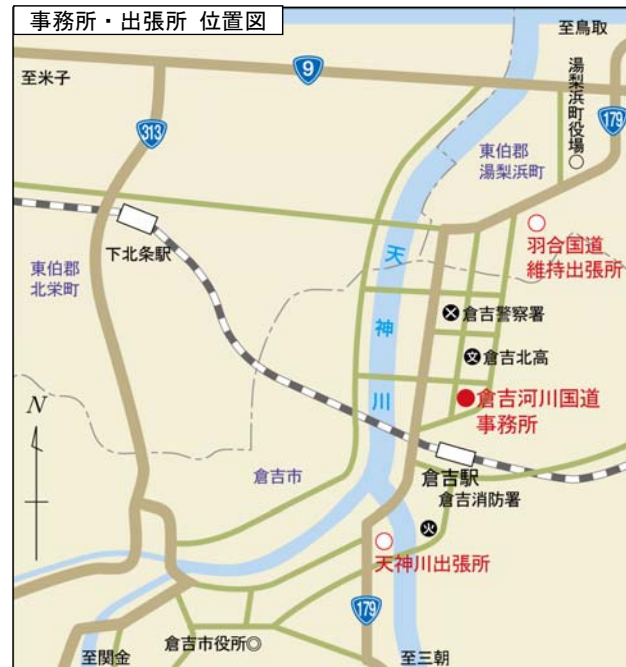 事務所・出張所 位置図
至鳥取
9
至米子
湯梨浜町役場
313
179
東伯郡
湯梨浜町
羽合国道
維持出張所
下北条駅
天神川
東伯郡
北栄町
倉吉警察署
文
倉吉北高
倉吉河川国道
事務所
N
倉吉駅
倉吉市
倉吉消防署
火
天神川出張所
179
倉吉市役所
至関金
至三朝